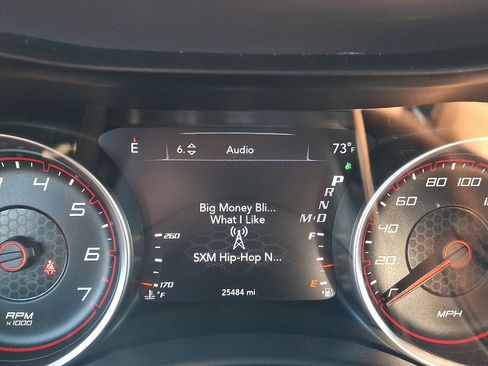 E
6. Audio
73°F
P
R
N
M•D
Big Money Bli...
What I Like
SXM Hip-Hop N...
260
170
°F
F
E
25484 mi
4
5
6
7
RPM
x1000
20
40
60
80
100
MPH